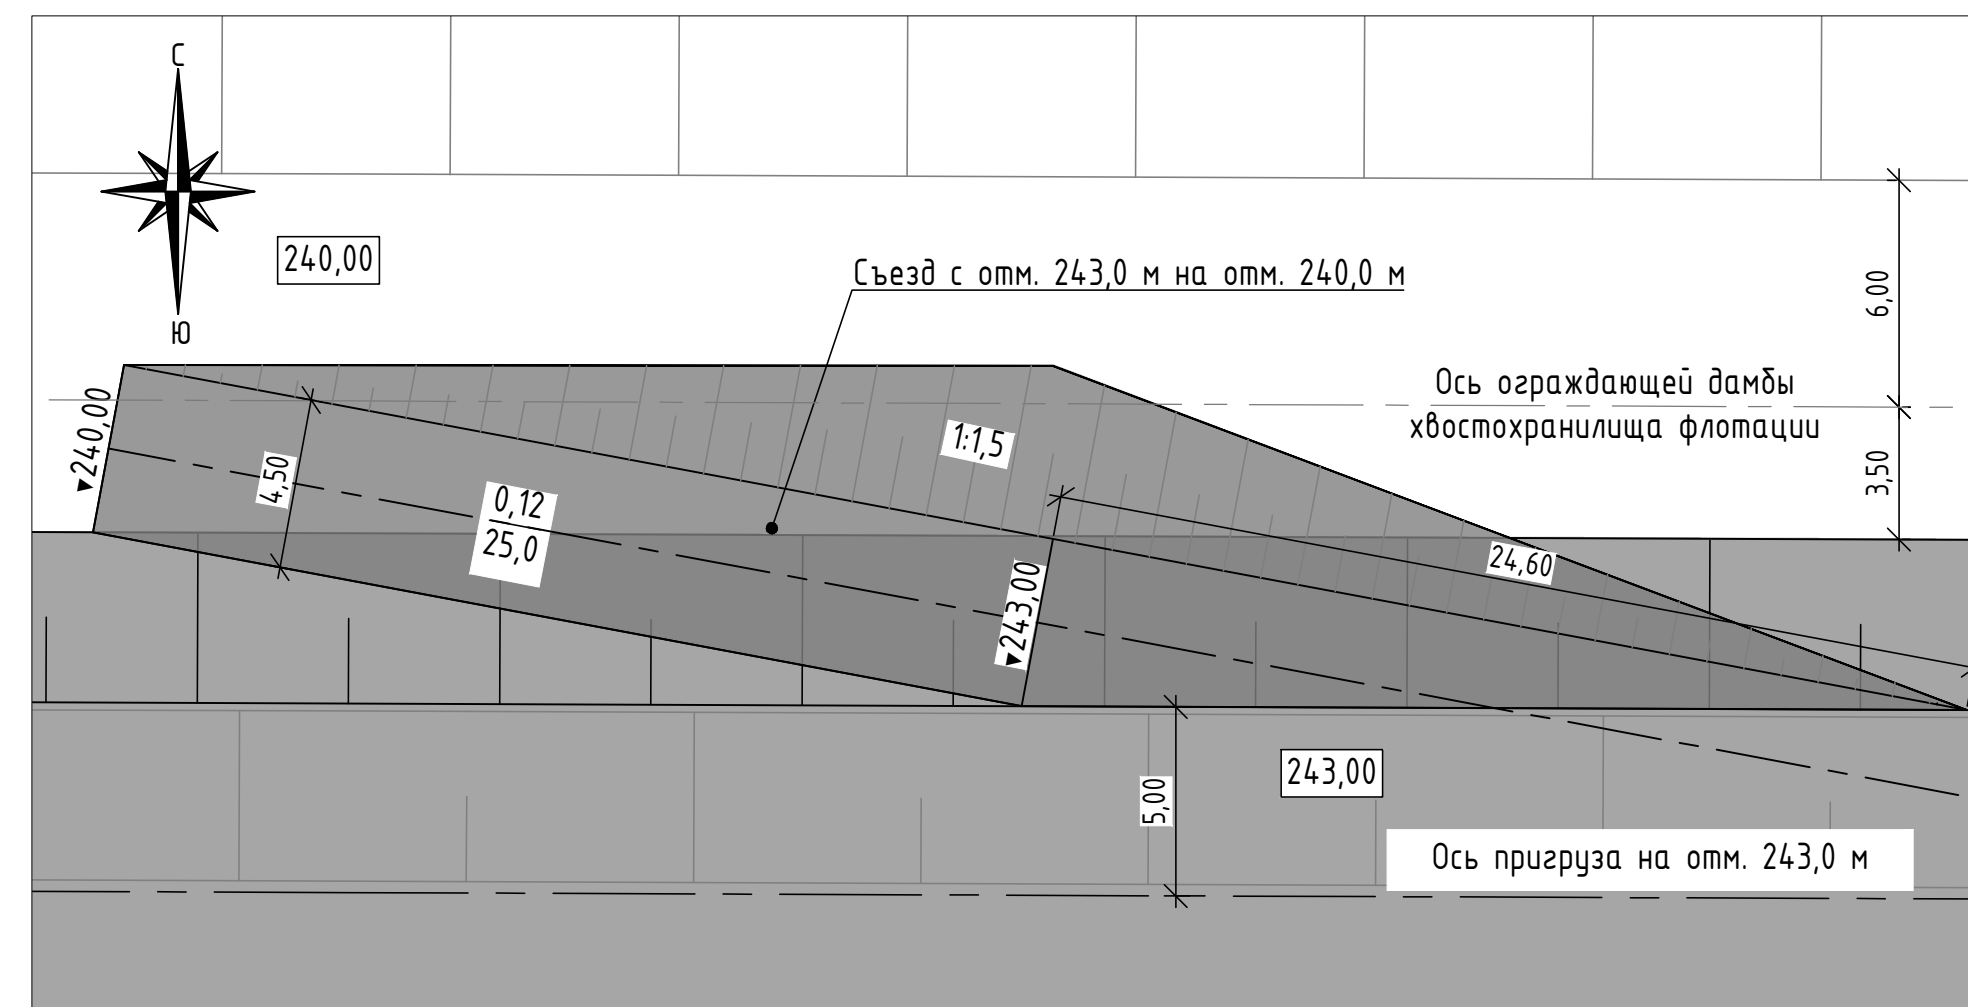 С
Ю
240,00
Съезд с отм. 243,0 м на отм. 240,0 м
6,00
Ось ограждающей дамбы
хвостохранилища флотации
3,50
240,00
4,50
0,12
25,0
1:1,5
24,60
243,00
5,00
243,00
Ось пригруза на отм. 243,0 м